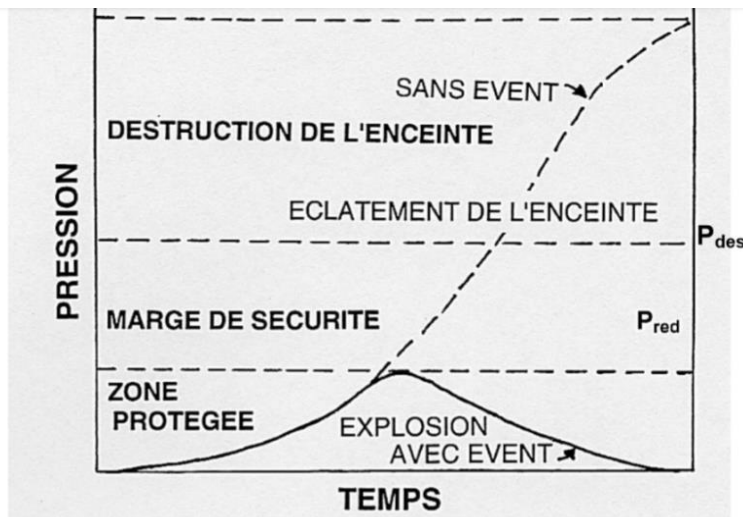 SANS EVENT
DESTRUCTION DE L'ENCEINTE
ECLATEMENT DE L'ENCEINTE
Pdes
PRESSION
MARGE DE SECURITE
Pred
ZONE
PROTEGEE
EXPLOSION
AVEC EVENT
TEMPS